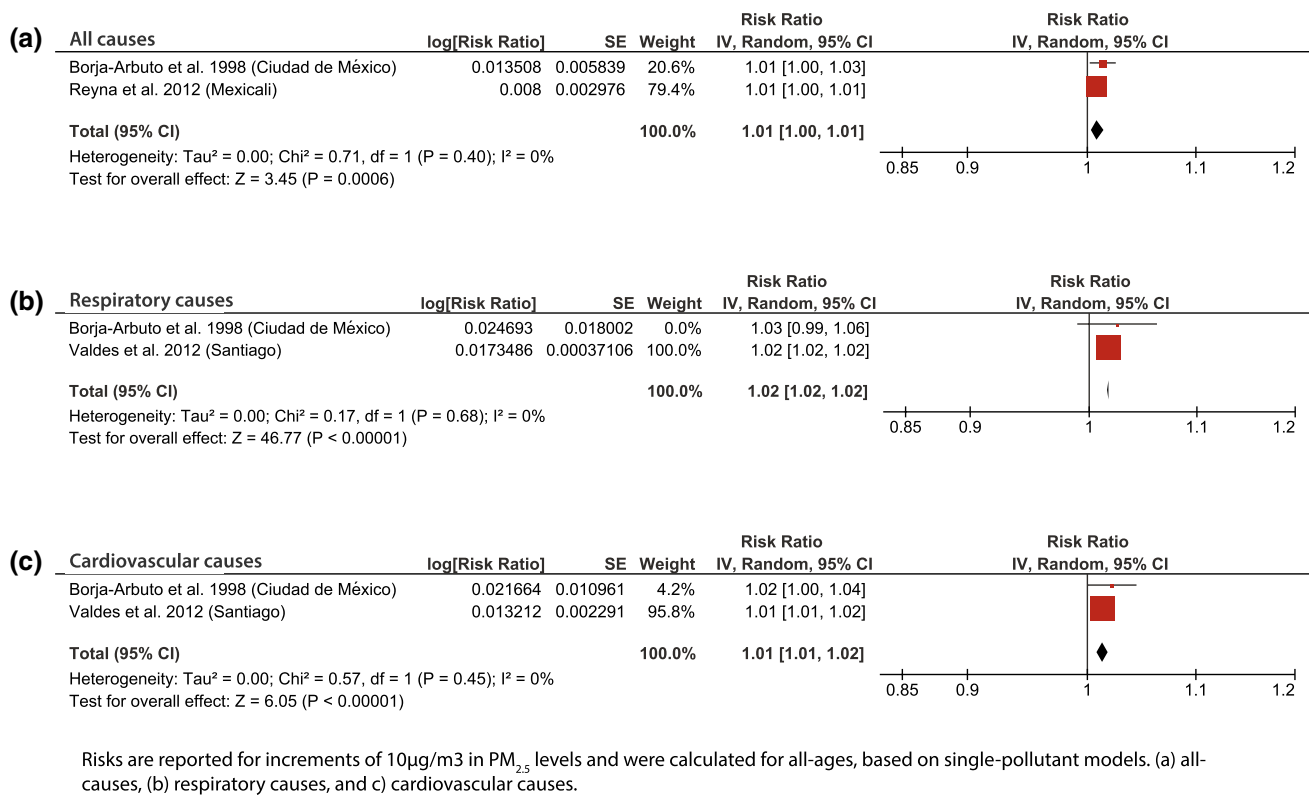 Risk Ratio Risk Ratio
(a) All causes log[Risk Ratio] SE Weight IV, Random, 95% CI IV, Random, 95% CI
Borja-Arbuto et al. 1998 (Ciudad de México) 0.013508 0.005839 20.6% 1.01 [1.00, 1.03]
Reyna et al. 2012 (Mexicali) 0.008 0.002976 79.4% 1.01 [1.00, 1.01]
Total (95% CI) 100.0% 1.01 [1.00, 1.01]
Heterogeneity: Tau² = 0.00; Chi² = 0.71, df = 1 (P = 0.40); I² = 0%
Test for overall effect: Z = 3.45 (P = 0.0006)
0.85 0.9 1 1.1 1.2
Risk Ratio Risk Ratio
(b) Respiratory causes log[Risk Ratio] SE Weight IV, Random, 95% CI IV, Random, 95% CI
Borja-Arbuto et al. 1998 (Ciudad de México) 0.024693 0.018002 0.0% 1.03 [0.99, 1.06]
Valdes et al. 2012 (Santiago) 0.0173486 0.00037106 100.0% 1.02 [1.02, 1.02]
Total (95% CI) 100.0% 1.02 [1.02, 1.02]
Heterogeneity: Tau² = 0.00; Chi² = 0.17, df = 1 (P = 0.68); I² = 0%
Test for overall effect: Z = 46.77 (P < 0.00001)
0.85 0.9 1 1.1 1.2
Risk Ratio Risk Ratio
(c) Cardiovascular causes log[Risk Ratio] SE Weight IV, Random, 95% CI IV, Random, 95% CI
Borja-Arbuto et al. 1998 (Ciudad de México) 0.021664 0.010961 4.2% 1.02 [1.00, 1.04]
Valdes et al. 2012 (Santiago) 0.013212 0.002291 95.8% 1.01 [1.01, 1.02]
Total (95% CI) 100.0% 1.01 [1.01, 1.02]
Heterogeneity: Tau² = 0.00; Chi² = 0.57, df = 1 (P = 0.45); I² = 0%
Test for overall effect: Z = 6.05 (P < 0.00001)
0.85 0.9 1 1.1 1.2
Risks are reported for increments of 10µg/m3 in PM2.5 levels and were calculated for all-ages, based on single-pollutant models. (a) all-
causes, (b) respiratory causes, and c) cardiovascular causes.